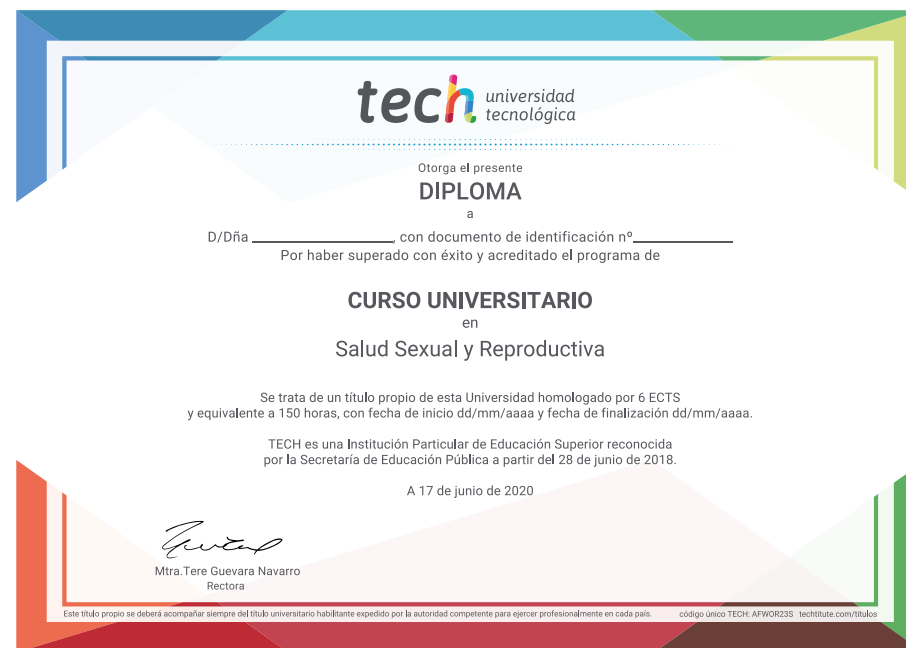 tech universidad
tecnológica
Otorga el presente
DIPLOMA
a
D/Dña ____________________, con documento de identificación nº______________
Por haber superado con éxito y acreditado el programa de
CURSO UNIVERSITARIO
en
Salud Sexual y Reproductiva
Se trata de un título propio de esta Universidad homologado por 6 ECTS
y equivalente a 150 horas, con fecha de inicio dd/mm/aaaa y fecha de finalización dd/mm/aaaa.
TECH es una Institución Particular de Educación Superior reconocida
por la Secretaría de Educación Pública a partir del 28 de junio de 2018.
A 17 de junio de 2020
Mtra.Tere Guevara Navarro
Rectora
Este título propio se deberá acompañar siempre del título universitario habilitante expedido por la autoridad competente para ejercer profesionalmente en cada país. código único TECH: AFWOR23S techtitute.com/titulos